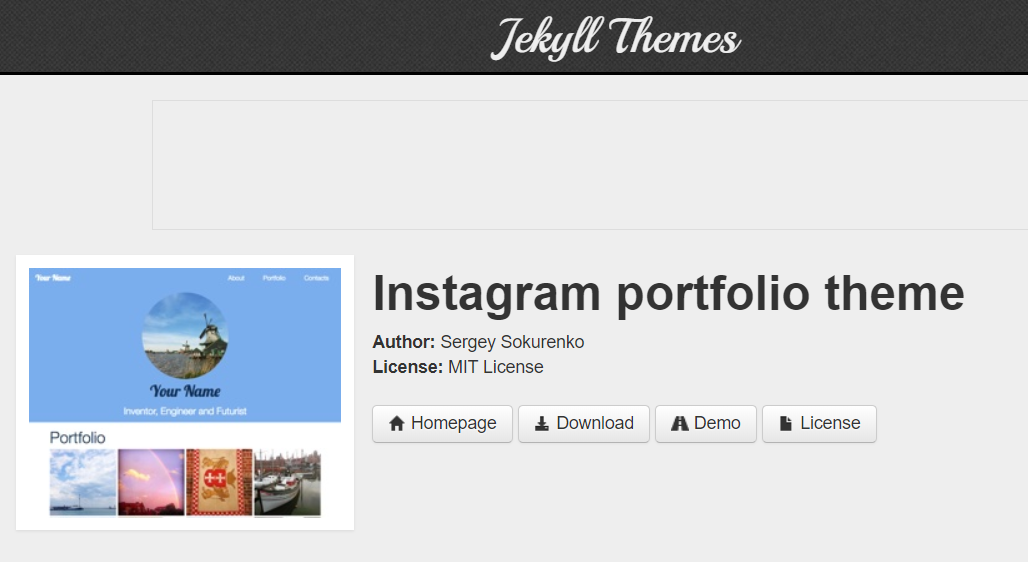 Jekyll Themes
Your Name
About Portfolio Contacts
Your Name
Inventor, Engineer and Futurist
Portfolio
Instagram portfolio theme
Author: Sergey Sokurenko
License: MIT License
Homepage Download Demo License